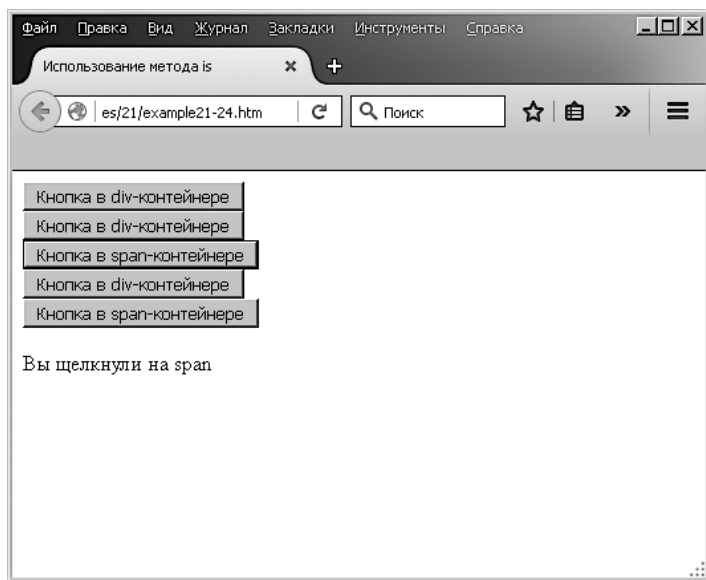 Файл Правка Вид Журнал Закладки Инструменты Справка
Использование метода is
es/21/example21-24.htm Поиск
Кнопка в div-контейнере
Кнопка в div-контейнере
Кнопка в span-контейнере
Кнопка в div-контейнере
Кнопка в span-контейнере
Вы щелкнули на span